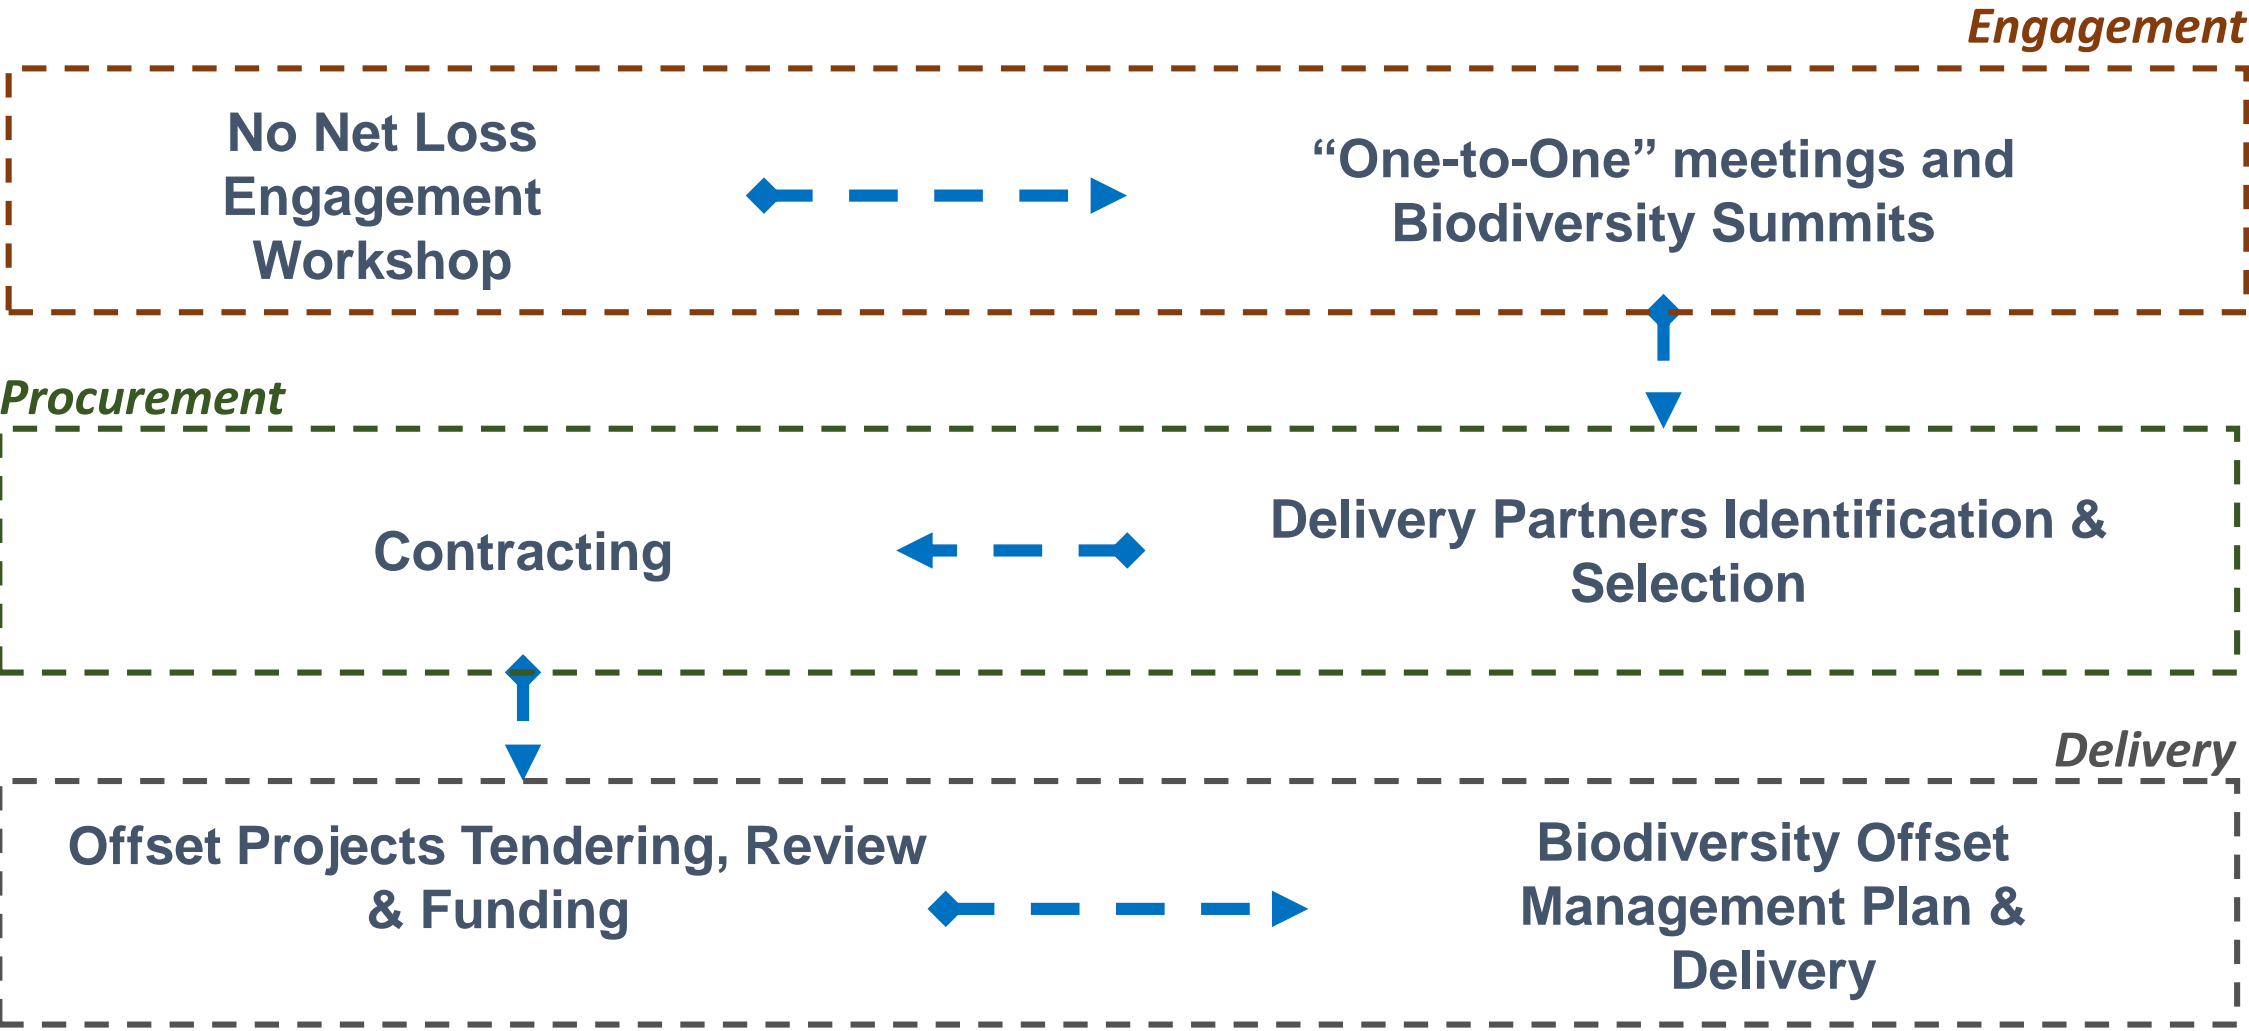 Engagement
No Net Loss
Engagement
Workshop
“One-to-One” meetings and
Biodiversity Summits
Procurement
Contracting
Delivery Partners Identification &
Selection
Delivery
Offset Projects Tendering, Review
& Funding
Biodiversity Offset
Management Plan &
Delivery